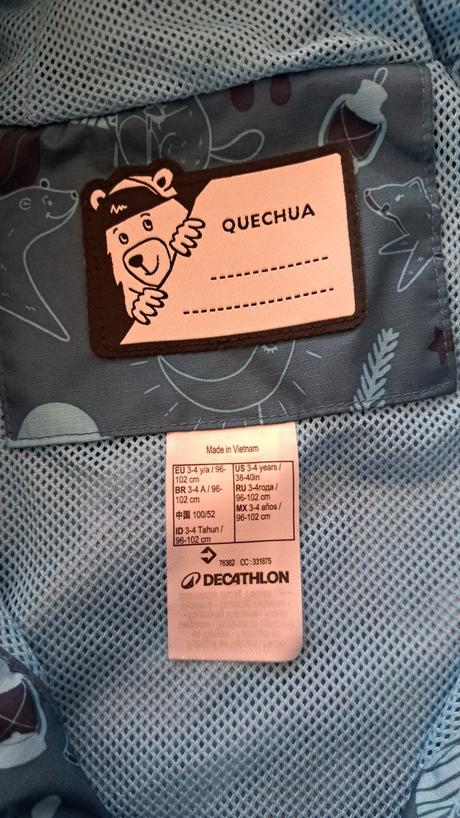 QUECHUA
Made in Vietnam
EU 3-4 y/a / 96-
102 cm
BR 3-4 A / 96-
102 cm
中国 100/52
ID 3-4 Tahun /
96-102 cm
US 3-4 years /
38-40in
RU 3-4года /
96-102 cm
MX 3-4 años /
96-102 cm
76362 CC:331875
DECATHLON